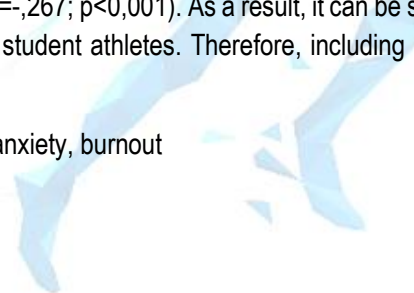 =-,267; p<0,001). As a result, it can be s
student athletes. Therefore, including
anxiety, burnout